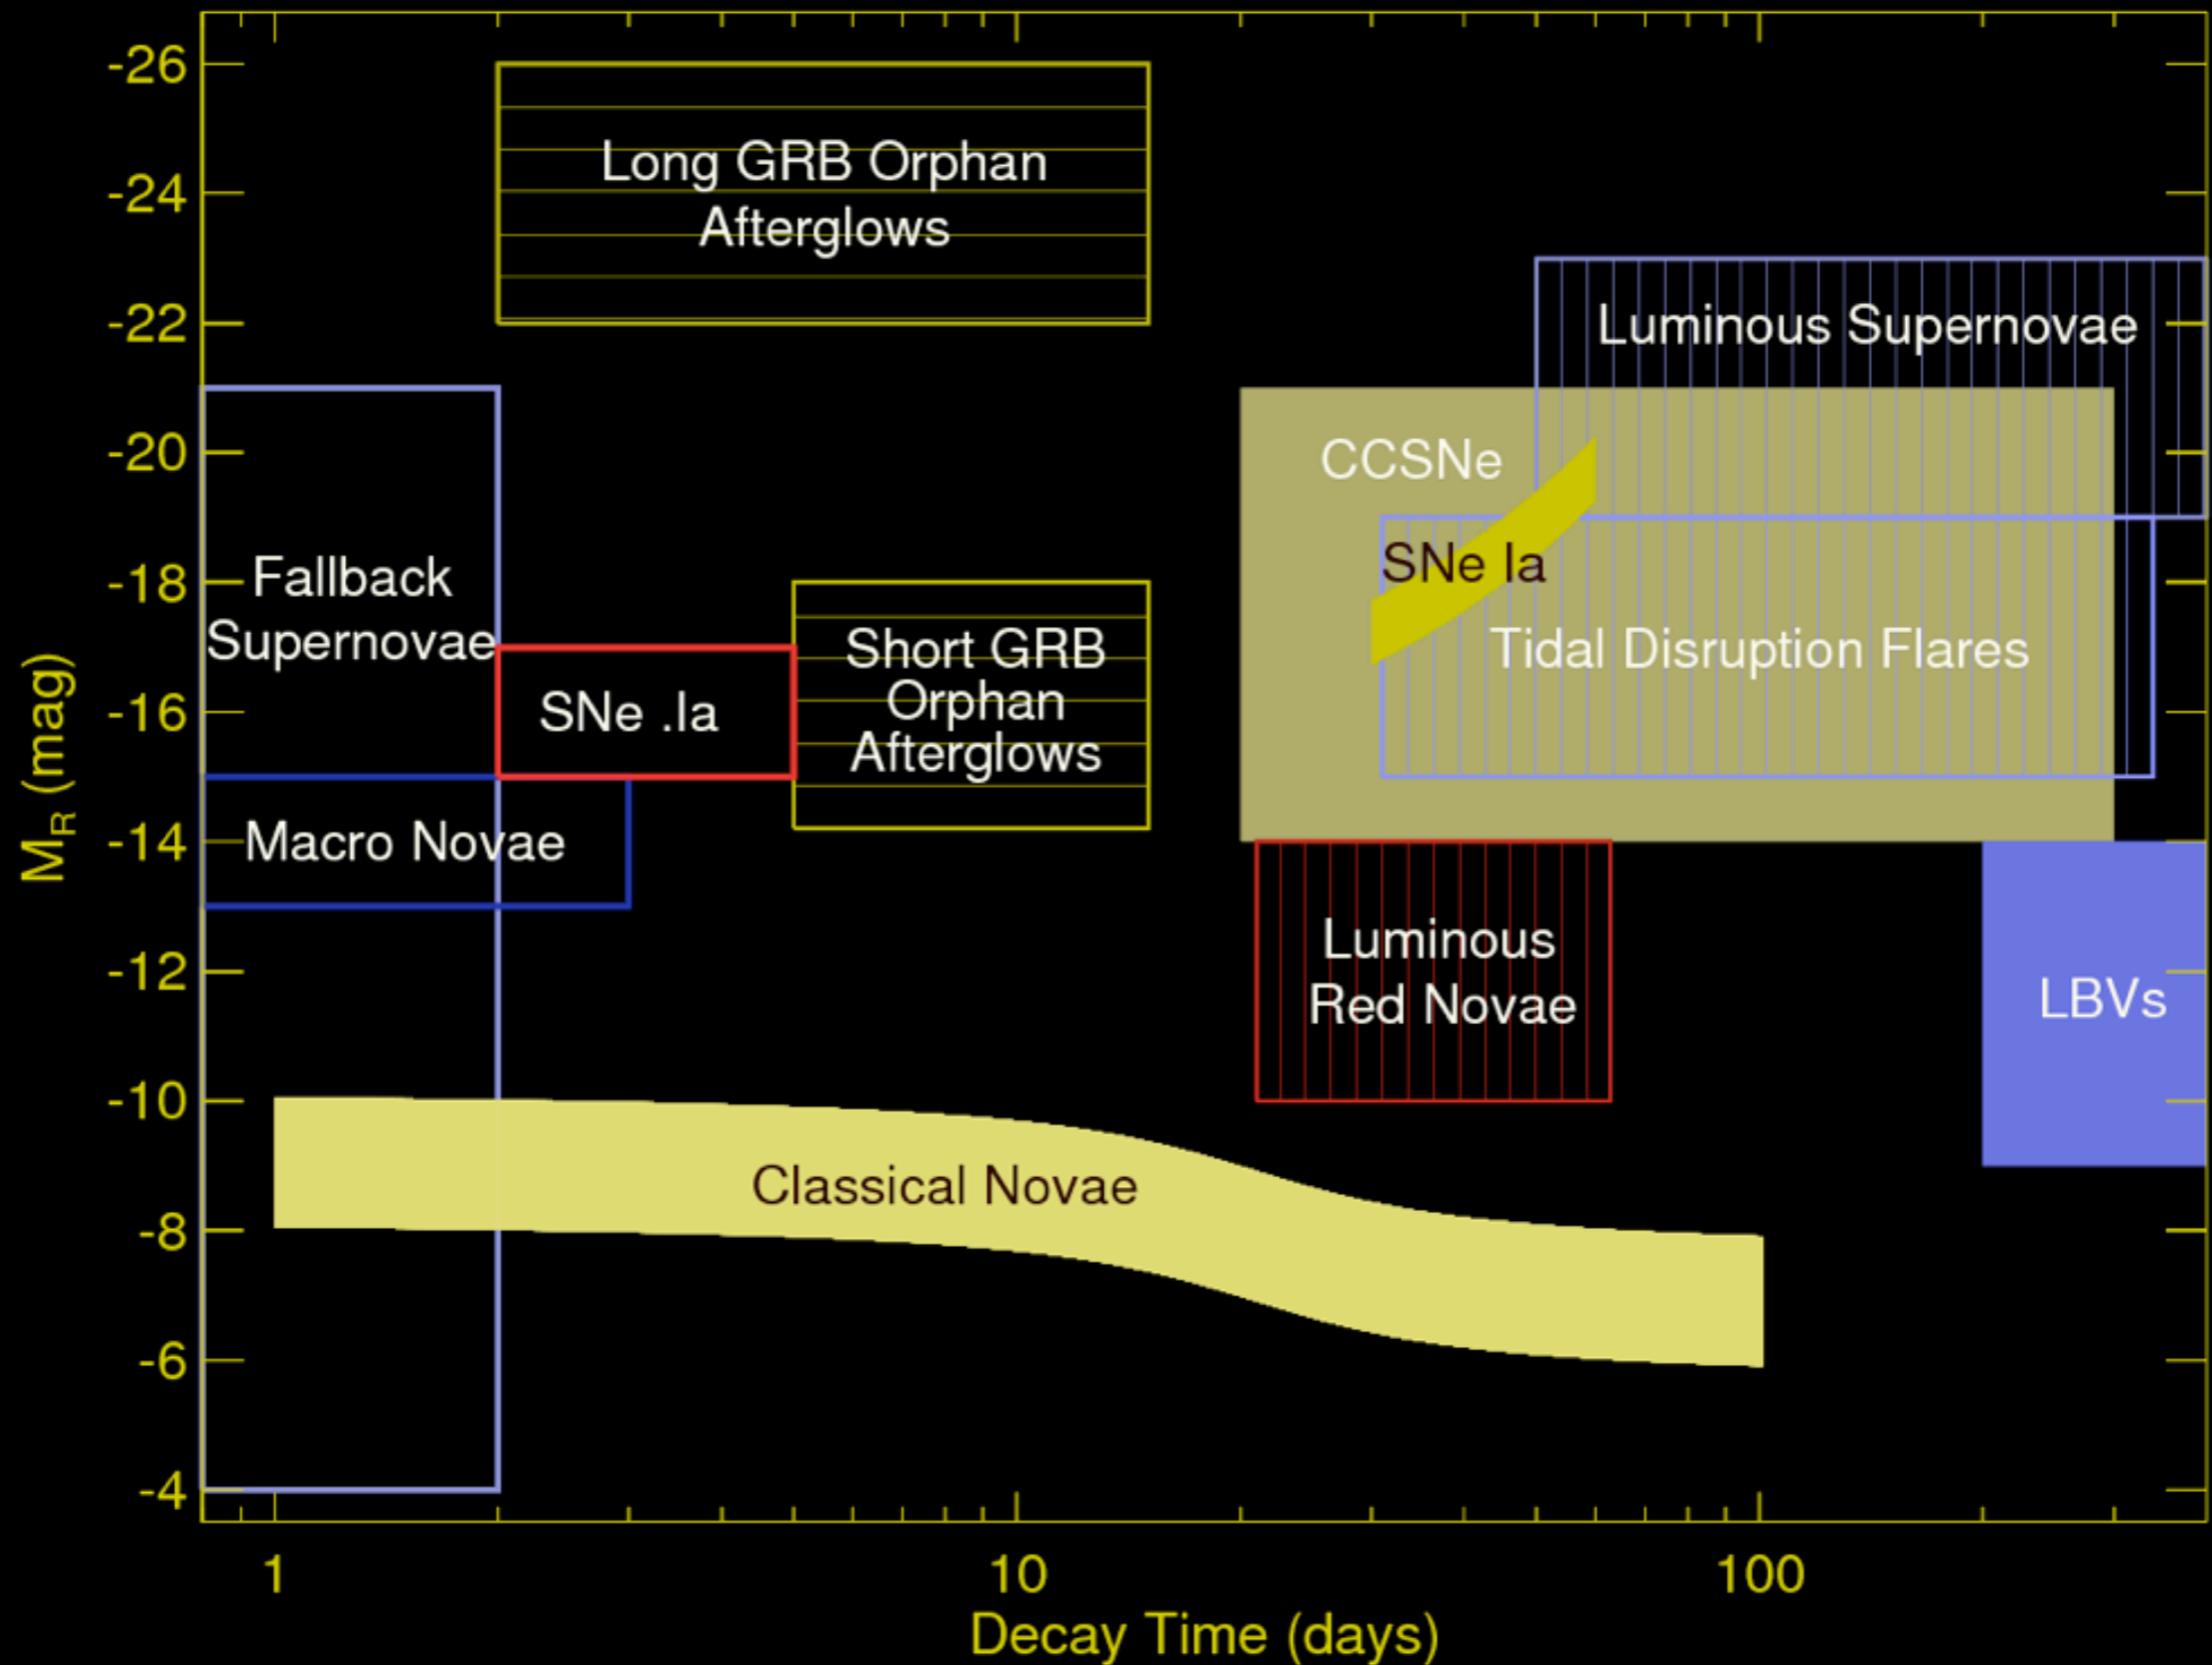 -26
-24
-22
-20
-18
-16
-14
-12
-10
-8
-6
-4
M_R (mag)
Long GRB Orphan
Afterglows
Luminous Supernovae
CCSNe
SNe Ia
Tidal Disruption Flares
Fallback
Supernovae
SNe .Ia
Short GRB
Orphan
Afterglows
Macro Novae
Luminous
Red Novae
LBVs
Classical Novae
1
10
100
Decay Time (days)